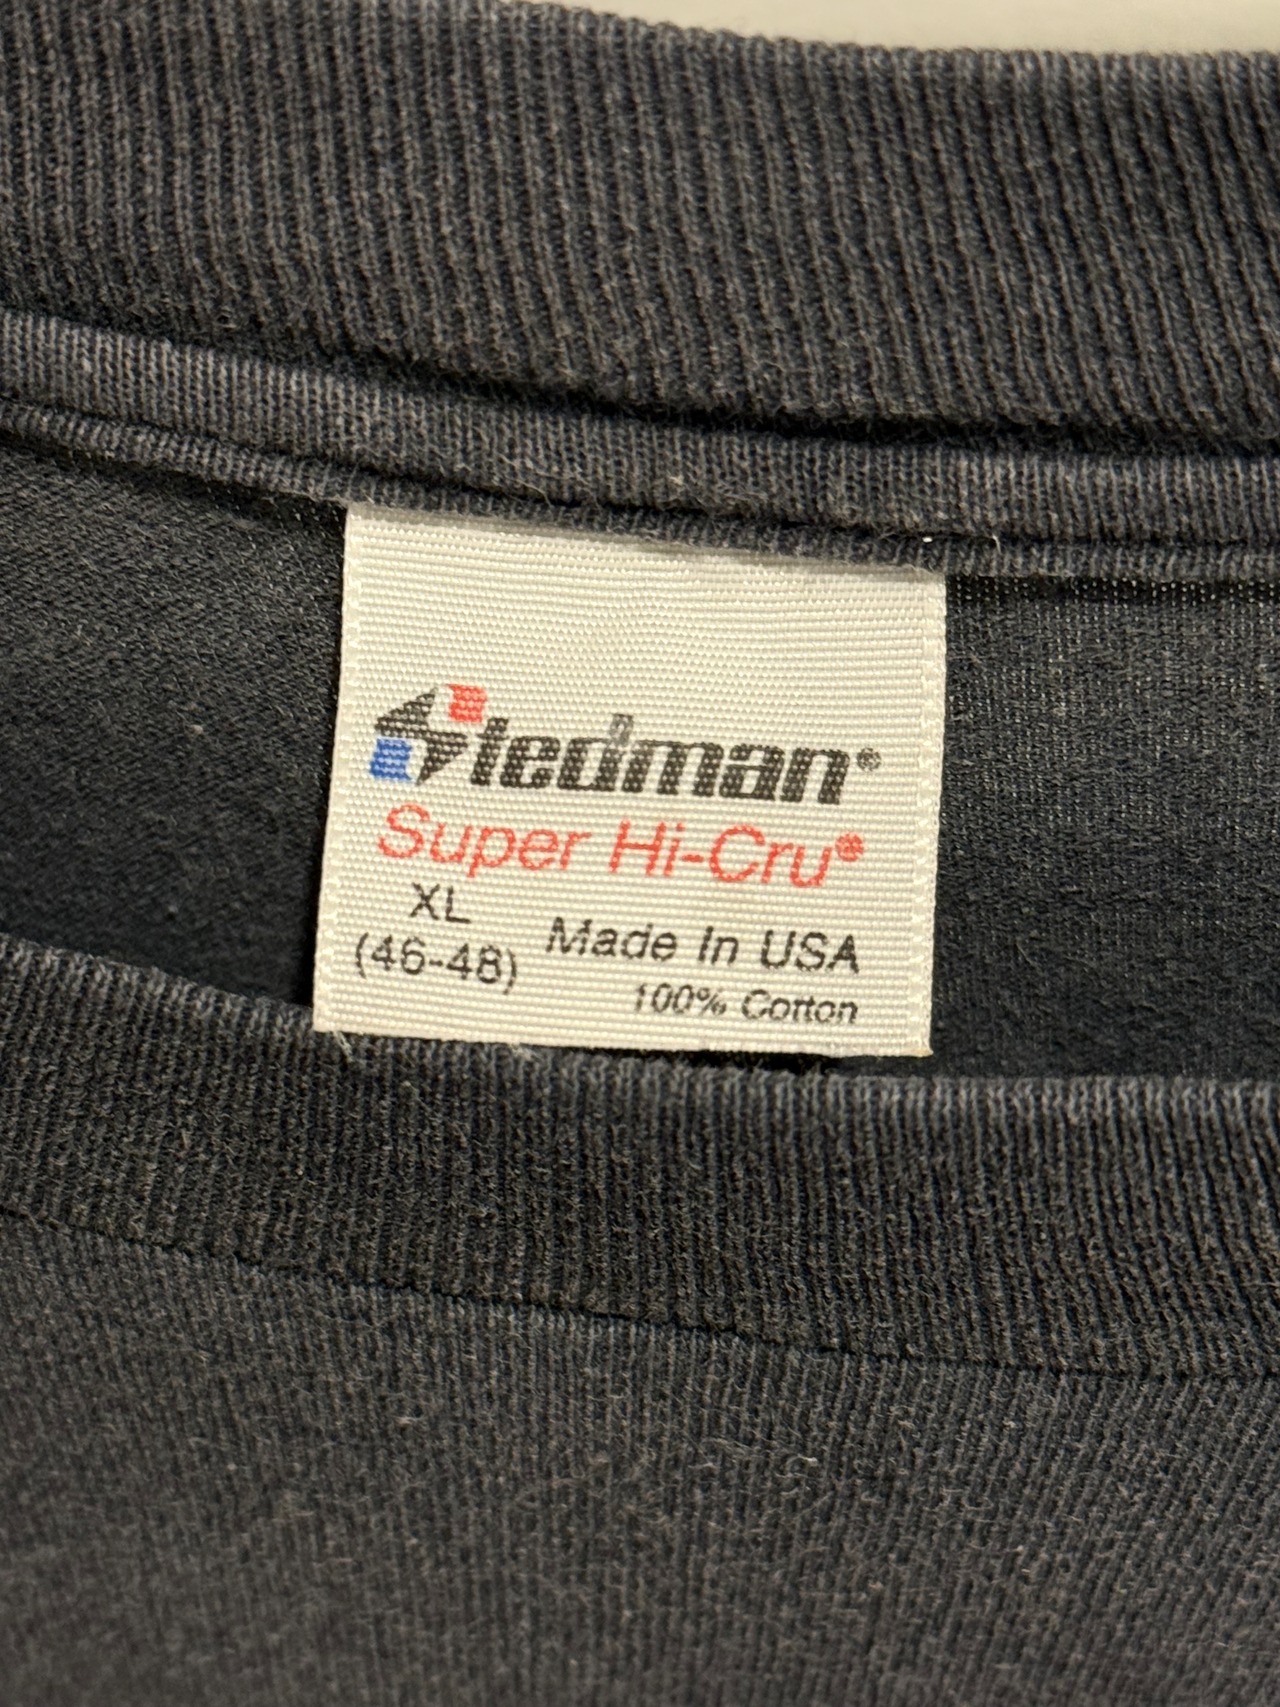 Stedman®
Super Hi-Cru®
XL
(46-48)
Made In USA
100% Cotton